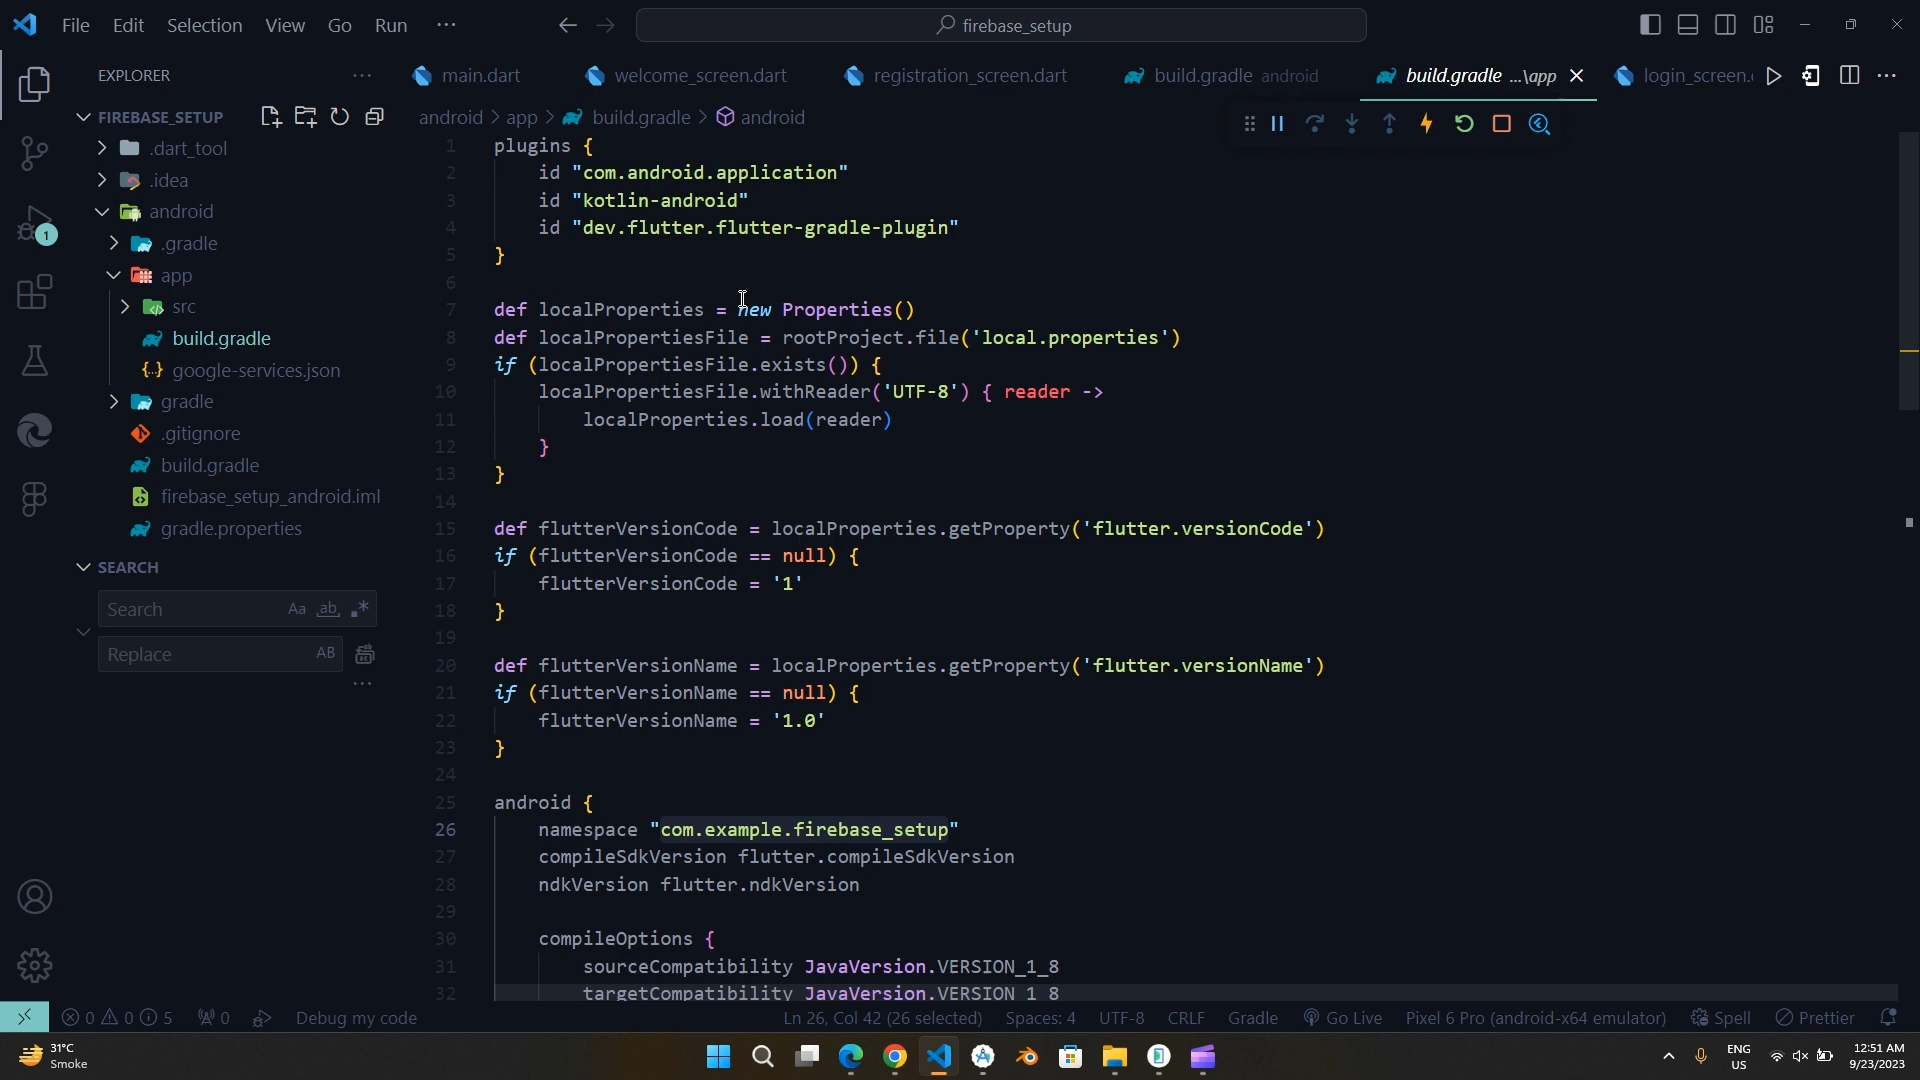 File Edit Selection View Go Run ···
firebase_setup
EXPLORER ···
main.dart welcome_screen.dart registration_screen.dart build.gradle android build.gradle ...\app login_screen.
FIREBASE_SETUP
android > app > build.gradle > android
.dart_tool
.idea
android
.gradle
app
src
build.gradle
google-services.json
gradle
.gitignore
build.gradle
firebase_setup_android.iml
gradle.properties
SEARCH
Search Aa ab .*
Replace AB
···
1
1 plugins {
2 id "com.android.application"
3 id "kotlin-android"
4 id "dev.flutter.flutter-gradle-plugin"
5 }
6
7 def localProperties = new Properties()
8 def localPropertiesFile = rootProject.file('local.properties')
9 if (localPropertiesFile.exists()) {
10 localPropertiesFile.withReader('UTF-8') { reader ->
11 localProperties.load(reader)
12 }
13 }
14
15 def flutterVersionCode = localProperties.getProperty('flutter.versionCode')
16 if (flutterVersionCode == null) {
17 flutterVersionCode = '1'
18 }
19
20 def flutterVersionName = localProperties.getProperty('flutter.versionName')
21 if (flutterVersionName == null) {
22 flutterVersionName = '1.0'
23 }
24
25 android {
26 namespace "com.example.firebase_setup"
27 compileSdkVersion flutter.compileSdkVersion
28 ndkVersion flutter.ndkVersion
29
30 compileOptions {
31 sourceCompatibility JavaVersion.VERSION_1_8
32 targetCompatibility JavaVersion.VERSION_1_8
0 0 5 0 Debug my code Ln 26, Col 42 (26 selected) Spaces: 4 UTF-8 CRLF Gradle Go Live Pixel 6 Pro (android-x64 emulator) Spell Prettier
31°C
Smoke
ENG
US
12:51 AM
9/23/2023